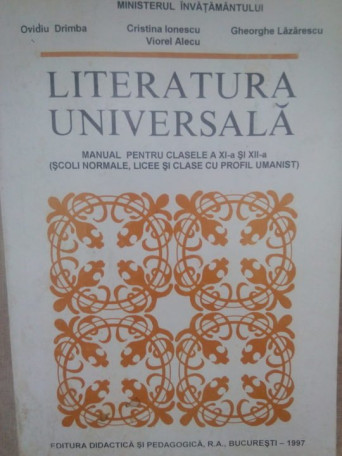 MINISTERUL ÎNVĂȚĂMÂNTULUI
Ovidiu Drimba Cristina Ionescu Gheorghe Lăzărescu
Viorel Alecu
LITERATURA
UNIVERSALĂ
MANUAL PENTRU CLASELE A XI-a ȘI XII-a
(ȘCOLI NORMALE, LICEE ȘI CLASE CU PROFIL UMANIST)
EDITURA DIDACTICĂ ȘI PEDAGOGICĂ, R.A., BUCUREȘTI – 1997